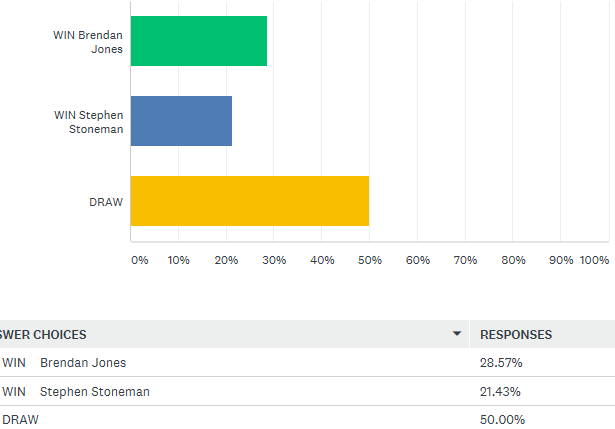 WIN Brendan
Jones
WIN Stephen
Stoneman
DRAW
0% 10% 20% 30% 40% 50% 60% 70% 80% 90% 100%
SWER CHOICES RESPONSES
WIN Brendan Jones 28.57%
WIN Stephen Stoneman 21.43%
DRAW 50.00%